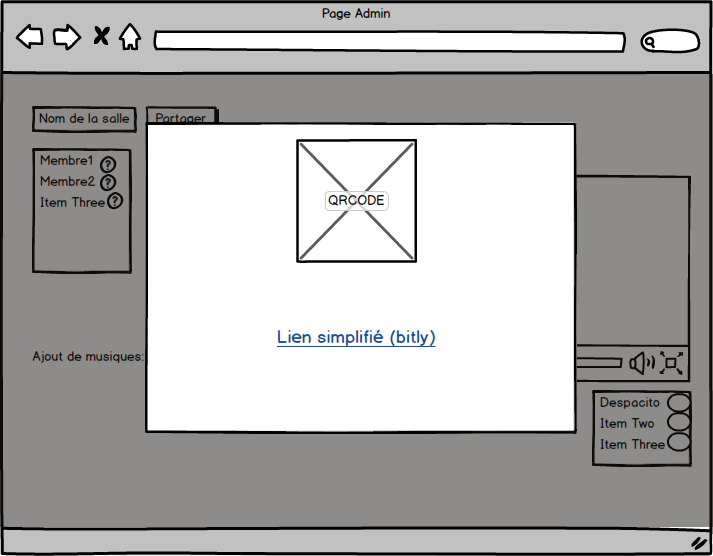 Page Admin
Nom de la salle
Partager
Membre1 ?
Membre2 ?
Item Three ?
QRCODE
Lien simplifié (bitly)
Ajout de musiques:
Despacito
Item Two
Item Three